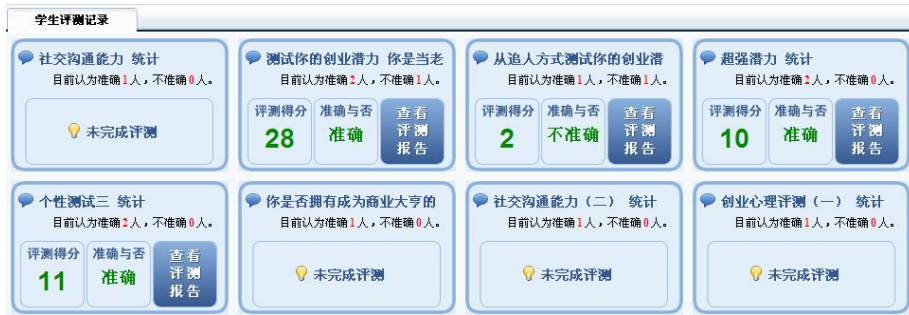 学生评测记录
社交沟通能力 统计
目前认为准确1人，不准确0人。
未完成评测
测试你的创业潜力 你是当老
目前认为准确2人，不准确1人。
评测得分
28
准确与否
准确
查看
评测
报告
从追人方式测试你的创业潜
目前认为准确1人，不准确1人。
评测得分
2
准确与否
不准确
查看
评测
报告
超强潜力 统计
目前认为准确2人，不准确0人。
评测得分
10
准确与否
准确
查看
评测
报告
个性测试三 统计
目前认为准确2人，不准确0人。
评测得分
11
准确与否
准确
查看
评测
报告
你是否拥有成为商业大亨的
目前认为准确1人，不准确0人。
未完成评测
社交沟通能力（二） 统计
目前认为准确1人，不准确0人。
未完成评测
创业心理评测（一） 统计
目前认为准确1人，不准确0人。
未完成评测